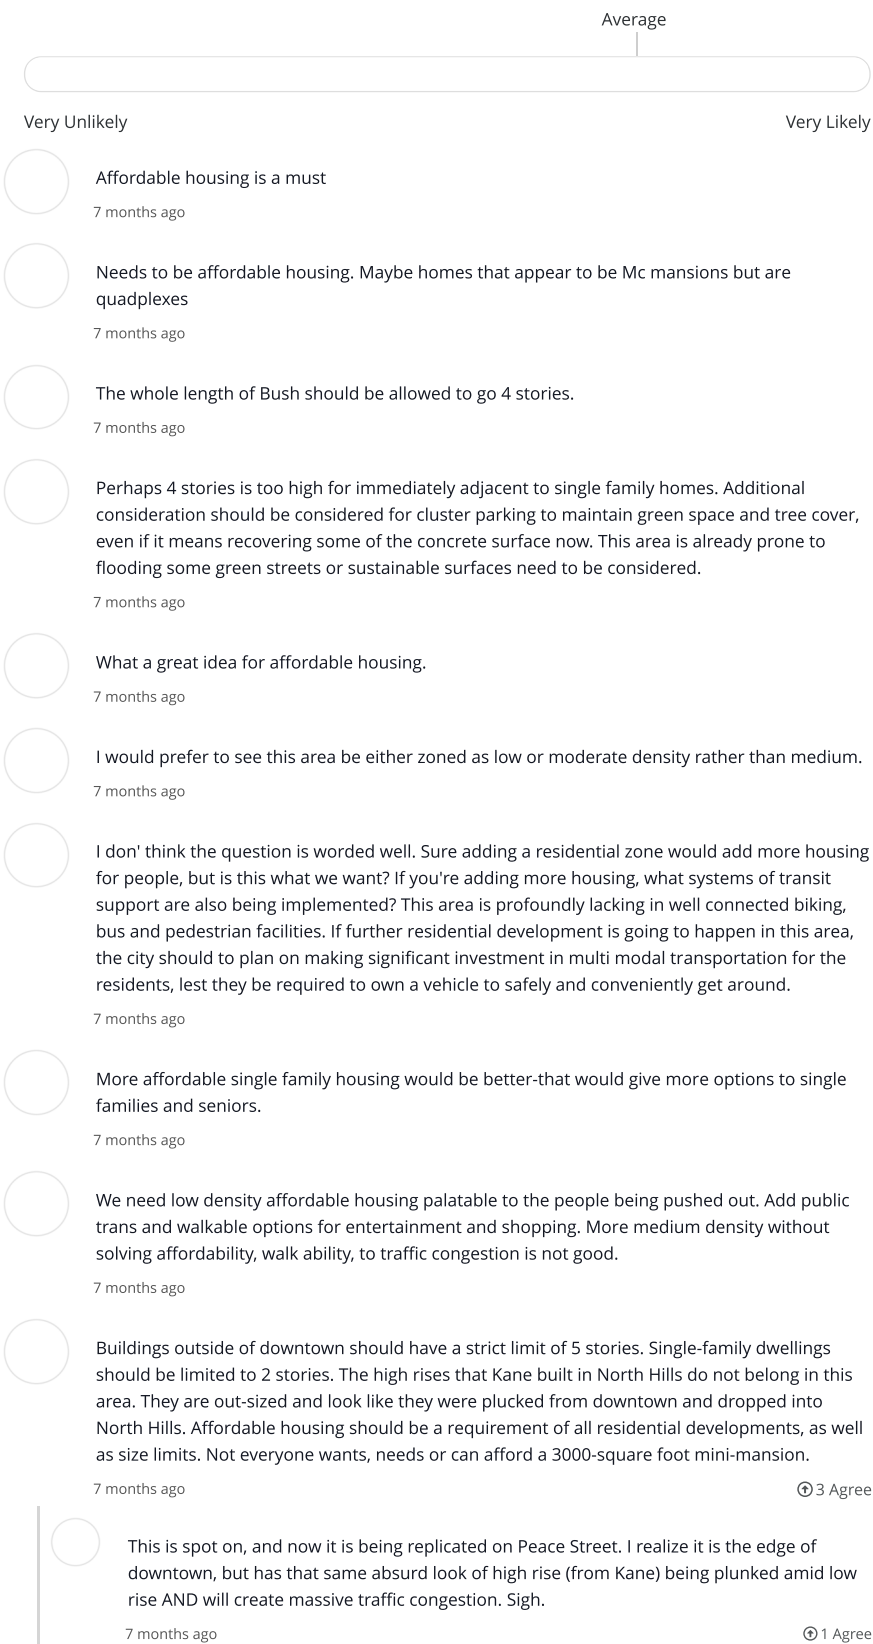 Average
Very Unlikely
Very Likely
Affordable housing is a must
7 months ago
Needs to be affordable housing. Maybe homes that appear to be Mc mansions but are
quadplexes
7 months ago
The whole length of Bush should be allowed to go 4 stories.
7 months ago
Perhaps 4 stories is too high for immediately adjacent to single family homes. Additional
consideration should be considered for cluster parking to maintain green space and tree cover,
even if it means recovering some of the concrete surface now. This area is already prone to
flooding some green streets or sustainable surfaces need to be considered.
7 months ago
What a great idea for affordable housing.
7 months ago
I would prefer to see this area be either zoned as low or moderate density rather than medium.
7 months ago
I don' think the question is worded well. Sure adding a residential zone would add more housing
for people, but is this what we want? If you're adding more housing, what systems of transit
support are also being implemented? This area is profoundly lacking in well connected biking,
bus and pedestrian facilities. If further residential development is going to happen in this area,
the city should to plan on making significant investment in multi modal transportation for the
residents, lest they be required to own a vehicle to safely and conveniently get around.
7 months ago
More affordable single family housing would be better-that would give more options to single
families and seniors.
7 months ago
We need low density affordable housing palatable to the people being pushed out. Add public
trans and walkable options for entertainment and shopping. More medium density without
solving affordability, walk ability, to traffic congestion is not good.
7 months ago
Buildings outside of downtown should have a strict limit of 5 stories. Single-family dwellings
should be limited to 2 stories. The high rises that Kane built in North Hills do not belong in this
area. They are out-sized and look like they were plucked from downtown and dropped into
North Hills. Affordable housing should be a requirement of all residential developments, as well
as size limits. Not everyone wants, needs or can afford a 3000-square foot mini-mansion.
7 months ago
3 Agree
This is spot on, and now it is being replicated on Peace Street. I realize it is the edge of
downtown, but has that same absurd look of high rise (from Kane) being plunked amid low
rise AND will create massive traffic congestion. Sigh.
7 months ago
1 Agree